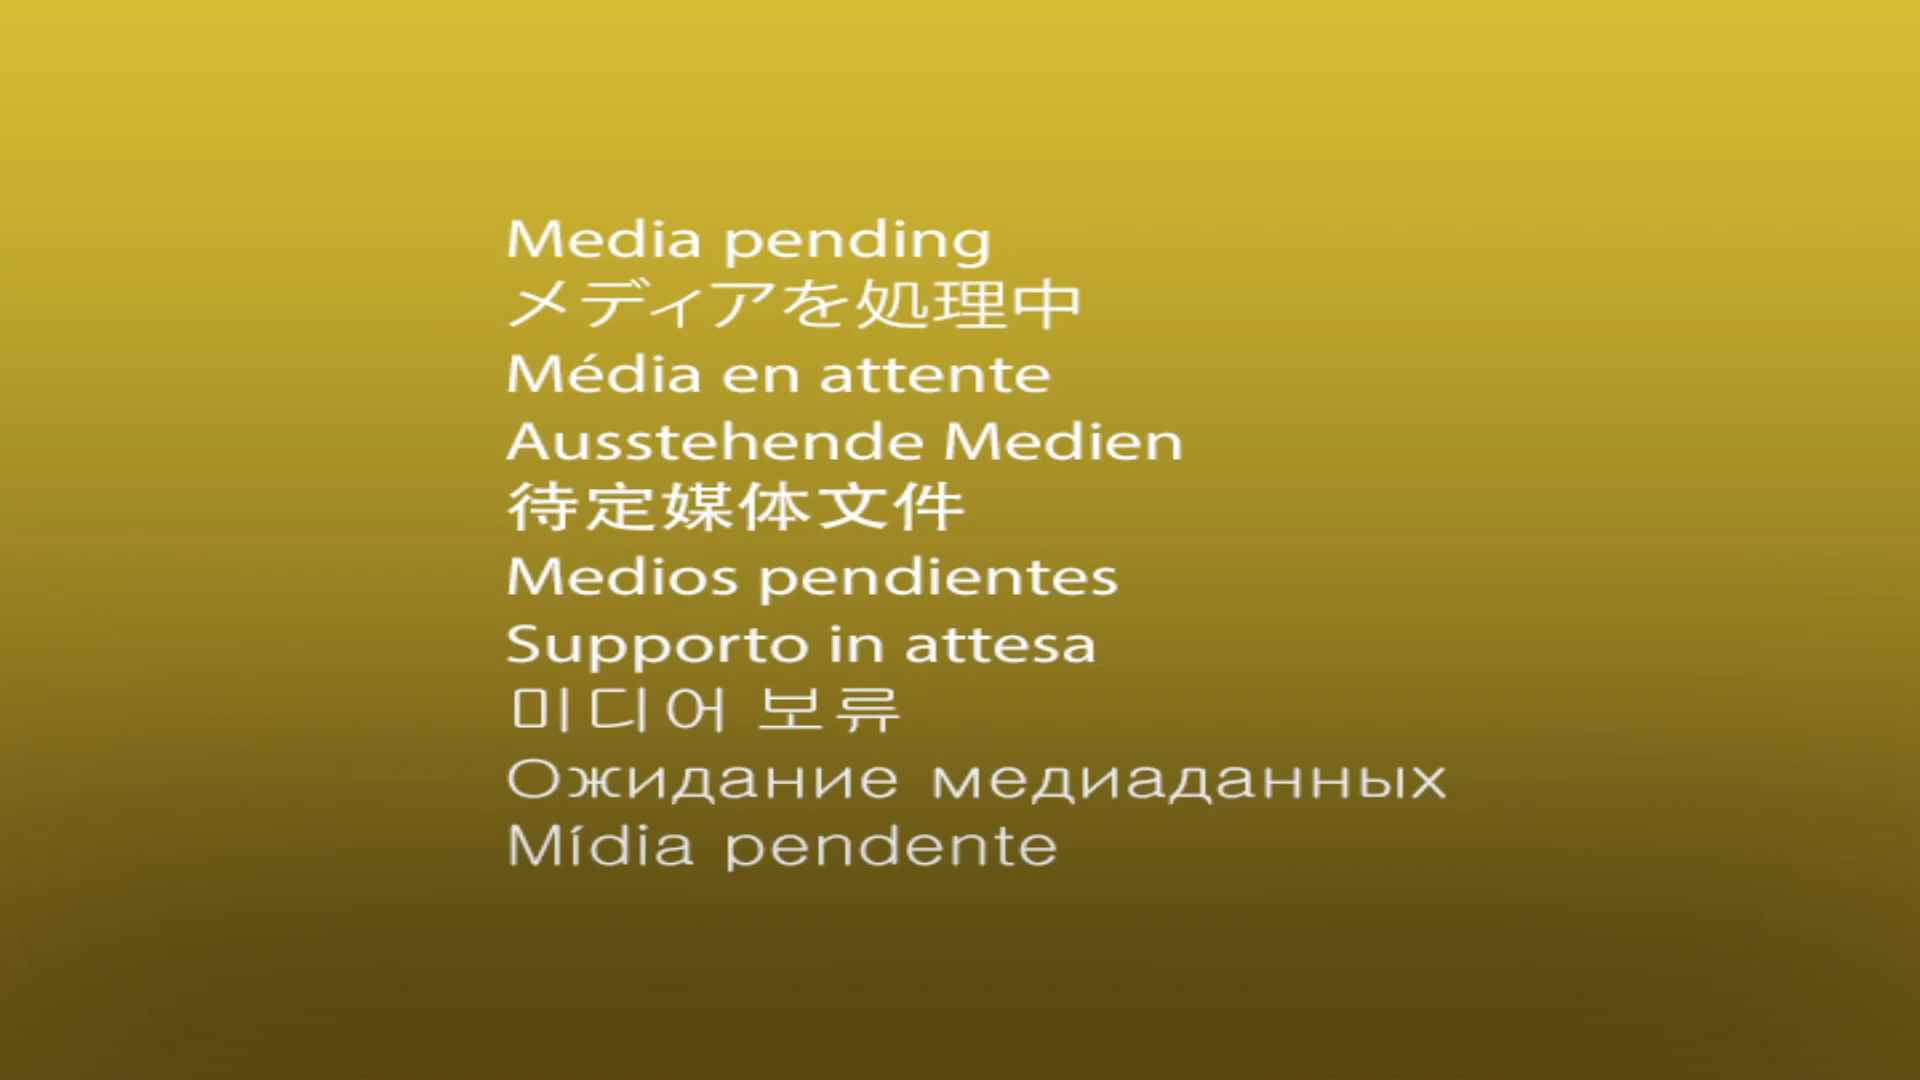 Media pending
メディアを処理中
Média en attente
Ausstehende Medien
待定媒体文件
Medios pendientes
Supporto in attesa
미디어 보류
Ожидание медиаданных
Mídia pendente